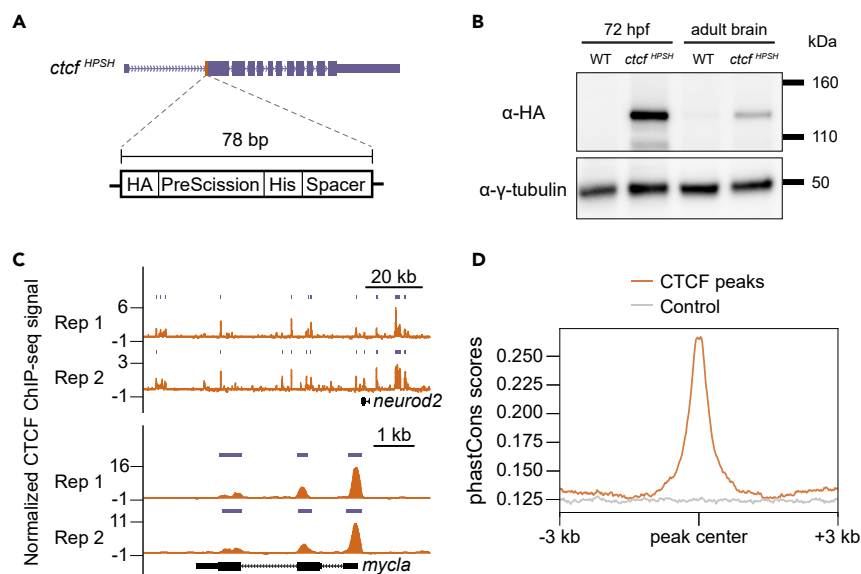 A
ctcf HPSH
78 bp
HA PreScission His Spacer
B
72 hpf adult brain
WT ctcf HPSH WT ctcf HPSH kDa
α-HA
160
110
α-γ-tubulin
50
C
Normalized CTCF ChIP-seq signal
20 kb
Rep 1
6
-1
Rep 2
3
-1
neurod2
1 kb
Rep 1
16
-1
Rep 2
11
-1
mycla
D
CTCF peaks
Control
phastCons scores
0.250
0.225
0.200
0.175
0.150
0.125
-3 kb peak center +3 kb